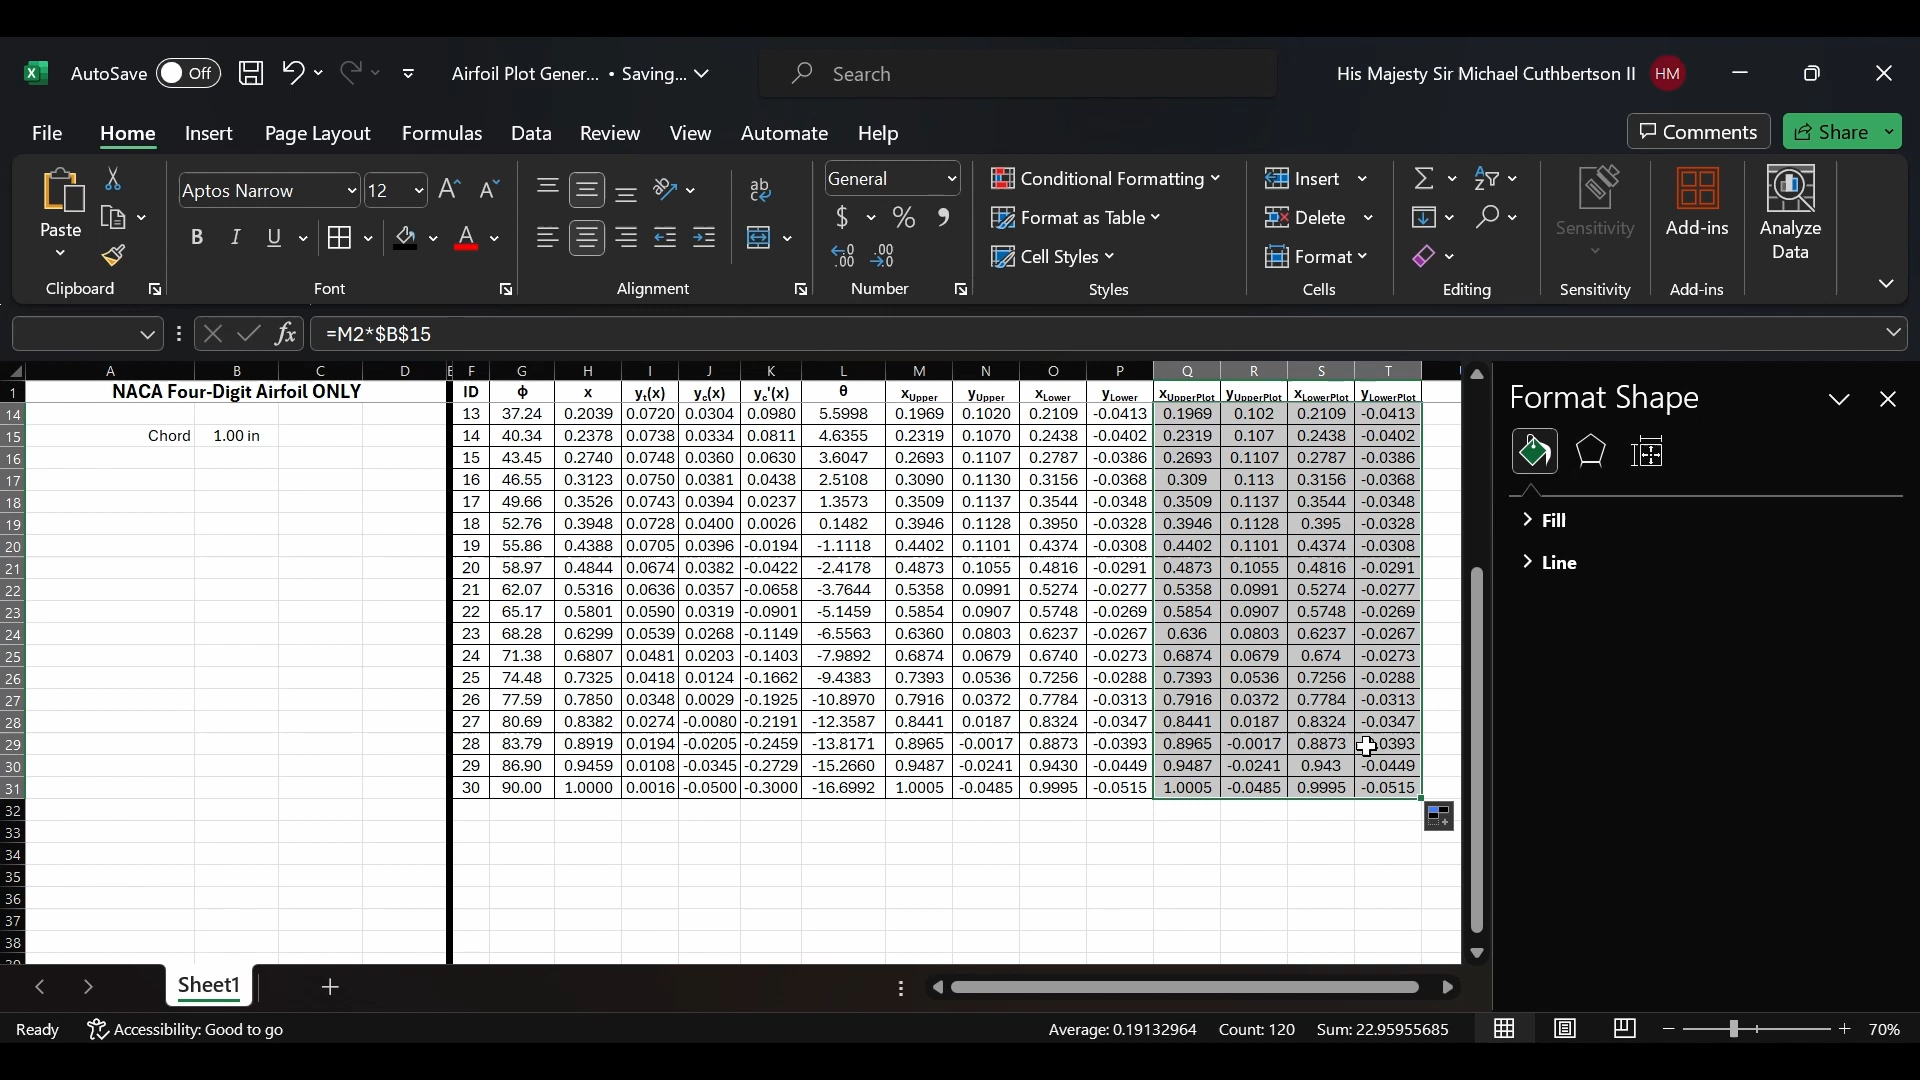 AutoSave Off Airfoil Plot Gener... • Saving... Search His Majesty Sir Michael Cuthbertson II HM
File Home Insert Page Layout Formulas Data Review View Automate Help Comments Share
Paste Aptos Narrow 12 A^ A ab General Conditional Formatting Insert Sensitivity Add-ins Analyze Data
B I U A $ % , Format as Table Delete
.00 .00 Cell Styles Format
Clipboard Font Alignment Number Styles Cells Editing Sensitivity Add-ins
fx =M2*$B$15
A B C D E F G H I J K L M N O P Q R S T
1 NACA Four-Digit Airfoil ONLY ID ϕ x yt(x) yc(x) yc'(x) θ xUpper yUpper xLower yLower xUpperPlot yUpperPlot xLowerPlot yLowerPlot
14 13 37.24 0.2039 0.0720 0.0304 0.0980 5.5998 0.1969 0.1020 0.2109 -0.0413 0.1969 0.102 0.2109 -0.0413
15 Chord 1.00 in 14 40.34 0.2378 0.0738 0.0334 0.0811 4.6355 0.2319 0.1070 0.2438 -0.0402 0.2319 0.107 0.2438 -0.0402
16 15 43.45 0.2740 0.0748 0.0360 0.0630 3.6047 0.2693 0.1107 0.2787 -0.0386 0.2693 0.1107 0.2787 -0.0386
17 16 46.55 0.3123 0.0750 0.0381 0.0438 2.5108 0.3090 0.1130 0.3156 -0.0368 0.309 0.113 0.3156 -0.0368
18 17 49.66 0.3526 0.0743 0.0394 0.0237 1.3573 0.3509 0.1137 0.3544 -0.0348 0.3509 0.1137 0.3544 -0.0348
19 18 52.76 0.3948 0.0728 0.0400 0.0026 0.1482 0.3946 0.1128 0.3950 -0.0328 0.3946 0.1128 0.395 -0.0328
20 19 55.86 0.4388 0.0705 0.0396 -0.0194 -1.1118 0.4402 0.1101 0.4374 -0.0308 0.4402 0.1101 0.4374 -0.0308
21 20 58.97 0.4844 0.0674 0.0382 -0.0422 -2.4178 0.4873 0.1055 0.4816 -0.0291 0.4873 0.1055 0.4816 -0.0291
22 21 62.07 0.5316 0.0636 0.0357 -0.0658 -3.7644 0.5358 0.0991 0.5274 -0.0277 0.5358 0.0991 0.5274 -0.0277
23 22 65.17 0.5801 0.0590 0.0319 -0.0901 -5.1459 0.5854 0.0907 0.5748 -0.0269 0.5854 0.0907 0.5748 -0.0269
24 23 68.28 0.6299 0.0539 0.0268 -0.1149 -6.5563 0.6360 0.0803 0.6237 -0.0267 0.636 0.0803 0.6237 -0.0267
25 24 71.38 0.6807 0.0481 0.0203 -0.1403 -7.9892 0.6874 0.0679 0.6740 -0.0273 0.6874 0.0679 0.674 -0.0273
26 25 74.48 0.7325 0.0418 0.0124 -0.1662 -9.4383 0.7393 0.0536 0.7256 -0.0288 0.7393 0.0536 0.7256 -0.0288
27 26 77.59 0.7850 0.0348 0.0029 -0.1925 -10.8970 0.7916 0.0372 0.7784 -0.0313 0.7916 0.0372 0.7784 -0.0313
28 27 80.69 0.8382 0.0274 -0.0080 -0.2191 -12.3587 0.8441 0.0187 0.8324 -0.0347 0.8441 0.0187 0.8324 -0.0347
29 28 83.79 0.8919 0.0194 -0.0205 -0.2459 -13.8171 0.8965 -0.0017 0.8873 -0.0393 0.8965 -0.0017 0.8873 0393
30 29 86.90 0.9459 0.0108 -0.0345 -0.2729 -15.2660 0.9487 -0.0241 0.9430 -0.0449 0.9487 -0.0241 0.943 -0.0449
31 30 90.00 1.0000 0.0016 -0.0500 -0.3000 -16.6992 1.0005 -0.0485 0.9995 -0.0515 1.0005 -0.0485 0.9995 -0.0515
32
33
34
35
36
37
38
Format Shape
Fill
Line
Sheet1
Ready Accessibility: Good to go Average: 0.19132964 Count: 120 Sum: 22.95955685 70%